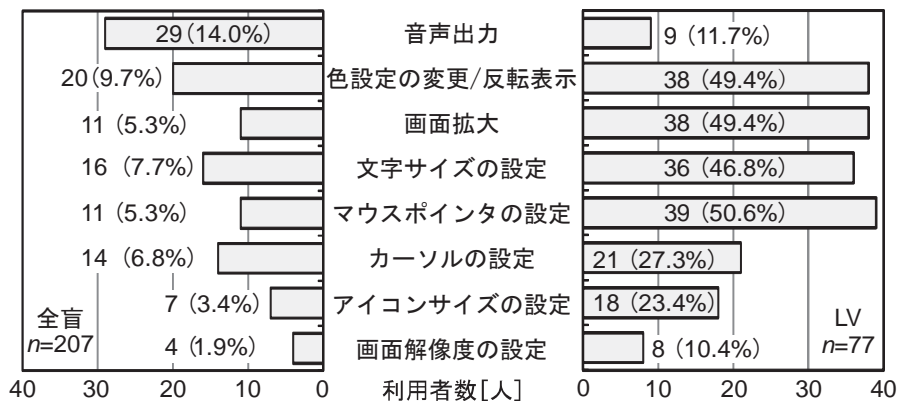 29(14.0%) 音声出力 9(11.7%)
20(9.7%) 色設定の変更/反転表示 38(49.4%)
11(5.3%) 画面拡大 38(49.4%)
16(7.7%) 文字サイズの設定 36(46.8%)
11(5.3%) マウスポインタの設定 39(50.6%)
14(6.8%) カーソルの設定 21(27.3%)
7(3.4%) アイコンサイズの設定 18(23.4%)
全盲 LV
n=207 4(1.9%) 画面解像度の設定 8(10.4%) n=77
40 30 20 10 0 利用者数[人] 0 10 20 30 40